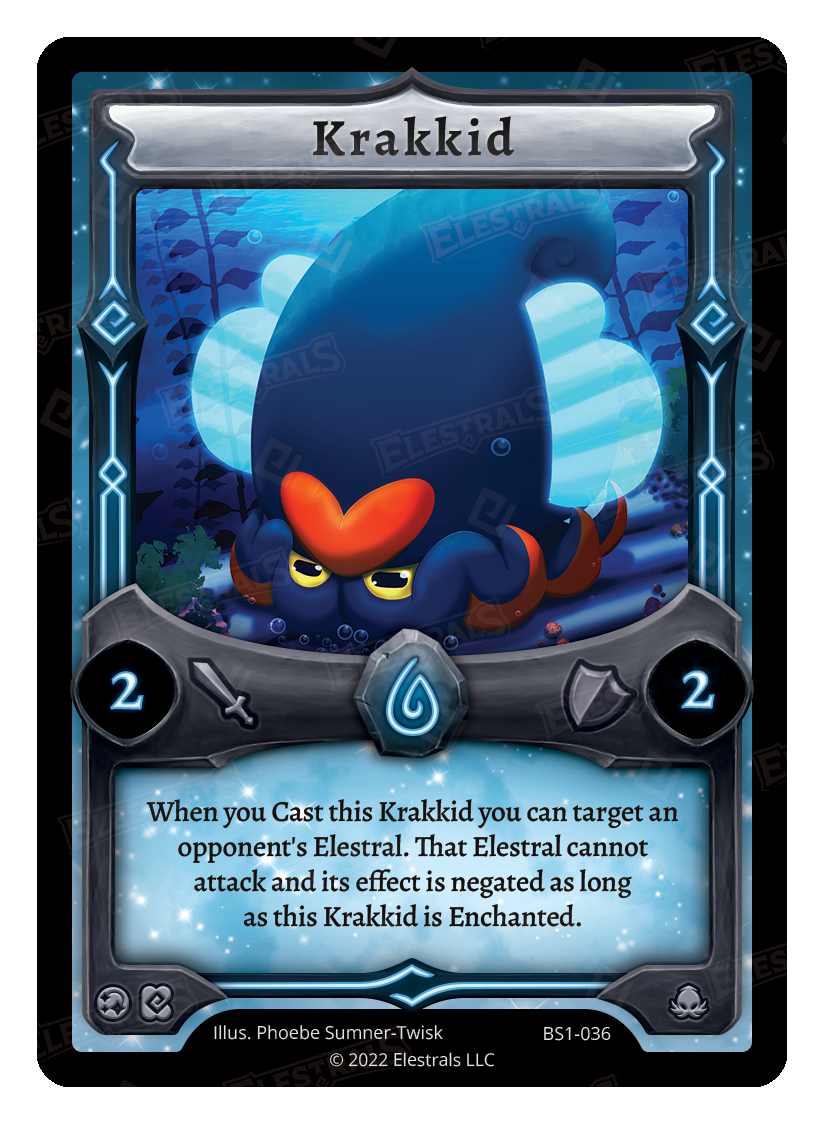 Krakkid
2
2
When you Cast this Krakkid you can target an
opponent's Elestral. That Elestral cannot
attack and its effect is negated as long
as this Krakkid is Enchanted.
Illus. Phoebe Sumner-Twisk
BS1-036
© 2022 Elestrals LLC
ELESTRALS